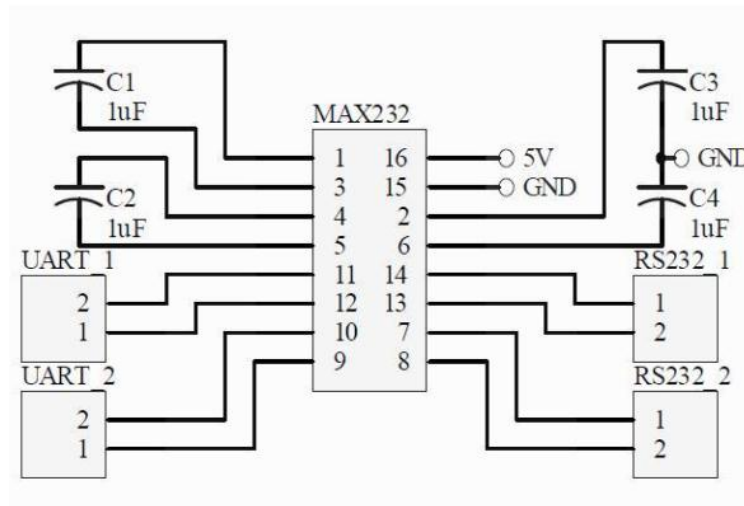 C1
1uF
C3
1uF
MAX232
1 16
3 15
4 2
5 6
11 14
12 13
10 7
9 8
5V
GND
GND
C2
1uF
C4
1uF
UART_1
2
1
RS232_1
1
2
UART_2
2
1
RS232_2
1
2